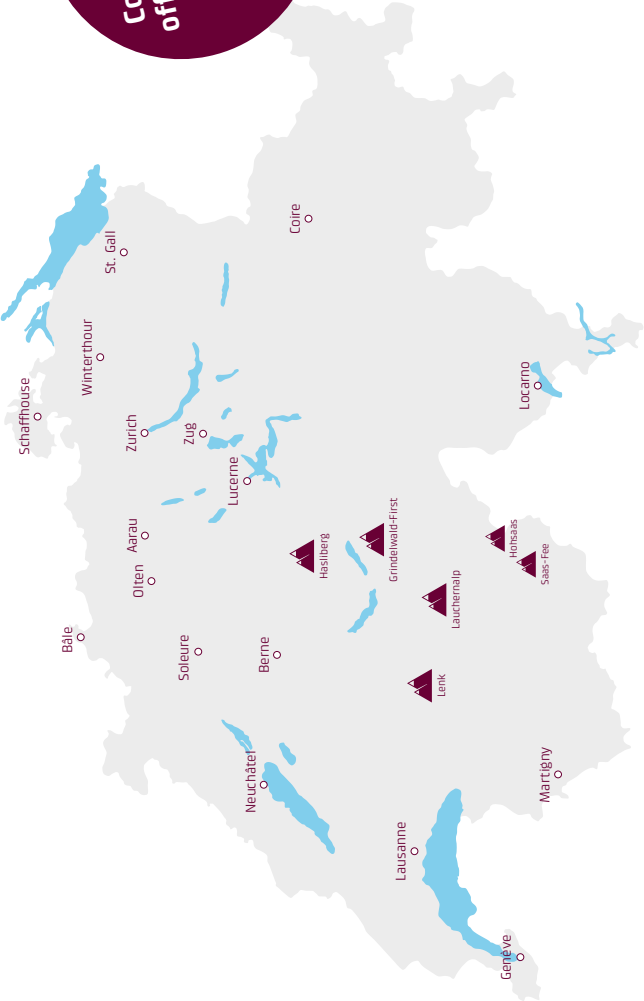 Schaffhouse
Bâle
Winterthour
St. Gall
Aarau
Zurich
Olten
Soleure
Zug
Lucerne
Neuchâtel
Berne
Coire
Hasliberg
Grindelwald-First
Lausanne
Lenk
Lauchernalp
Genève
Hohsaas
Locarno
Saas-Fee
Martigny